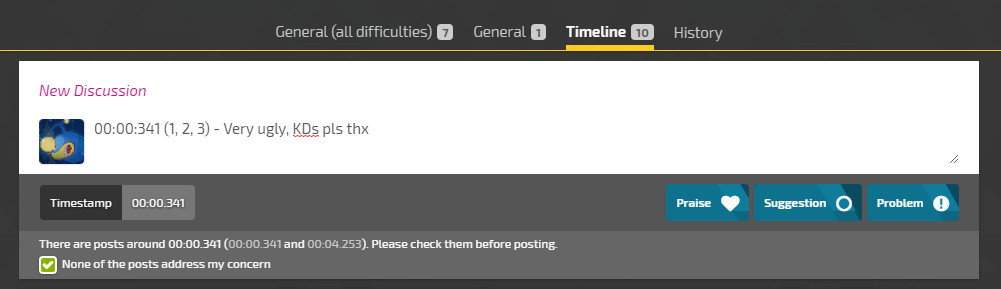 General (all difficulties) 7 General 1 Timeline 10 History
New Discussion
00:00:341 (1, 2, 3) - Very ugly, KDs pls thx
Timestamp 00:00.341 Praise Suggestion Problem
There are posts around 00:00.341 (00:00.341 and 00:04.253). Please check them before posting.
None of the posts address my concern